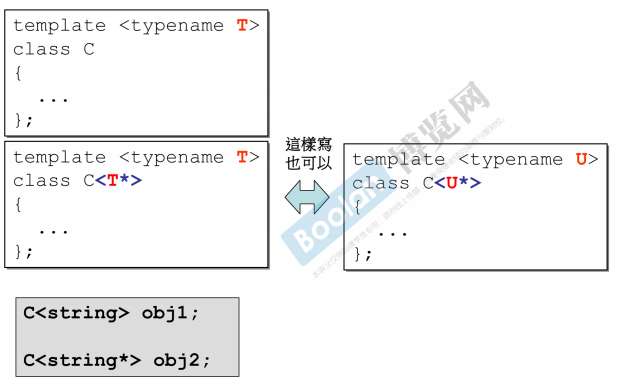 template <typename T>
class C
{
...
};
template <typename T>
class C<T*>
{
...
};
這樣寫
也可以
template <typename U>
class C<U*>
{
...
};
C<string> obj1;
C<string*> obj2;
Boolan 博览网